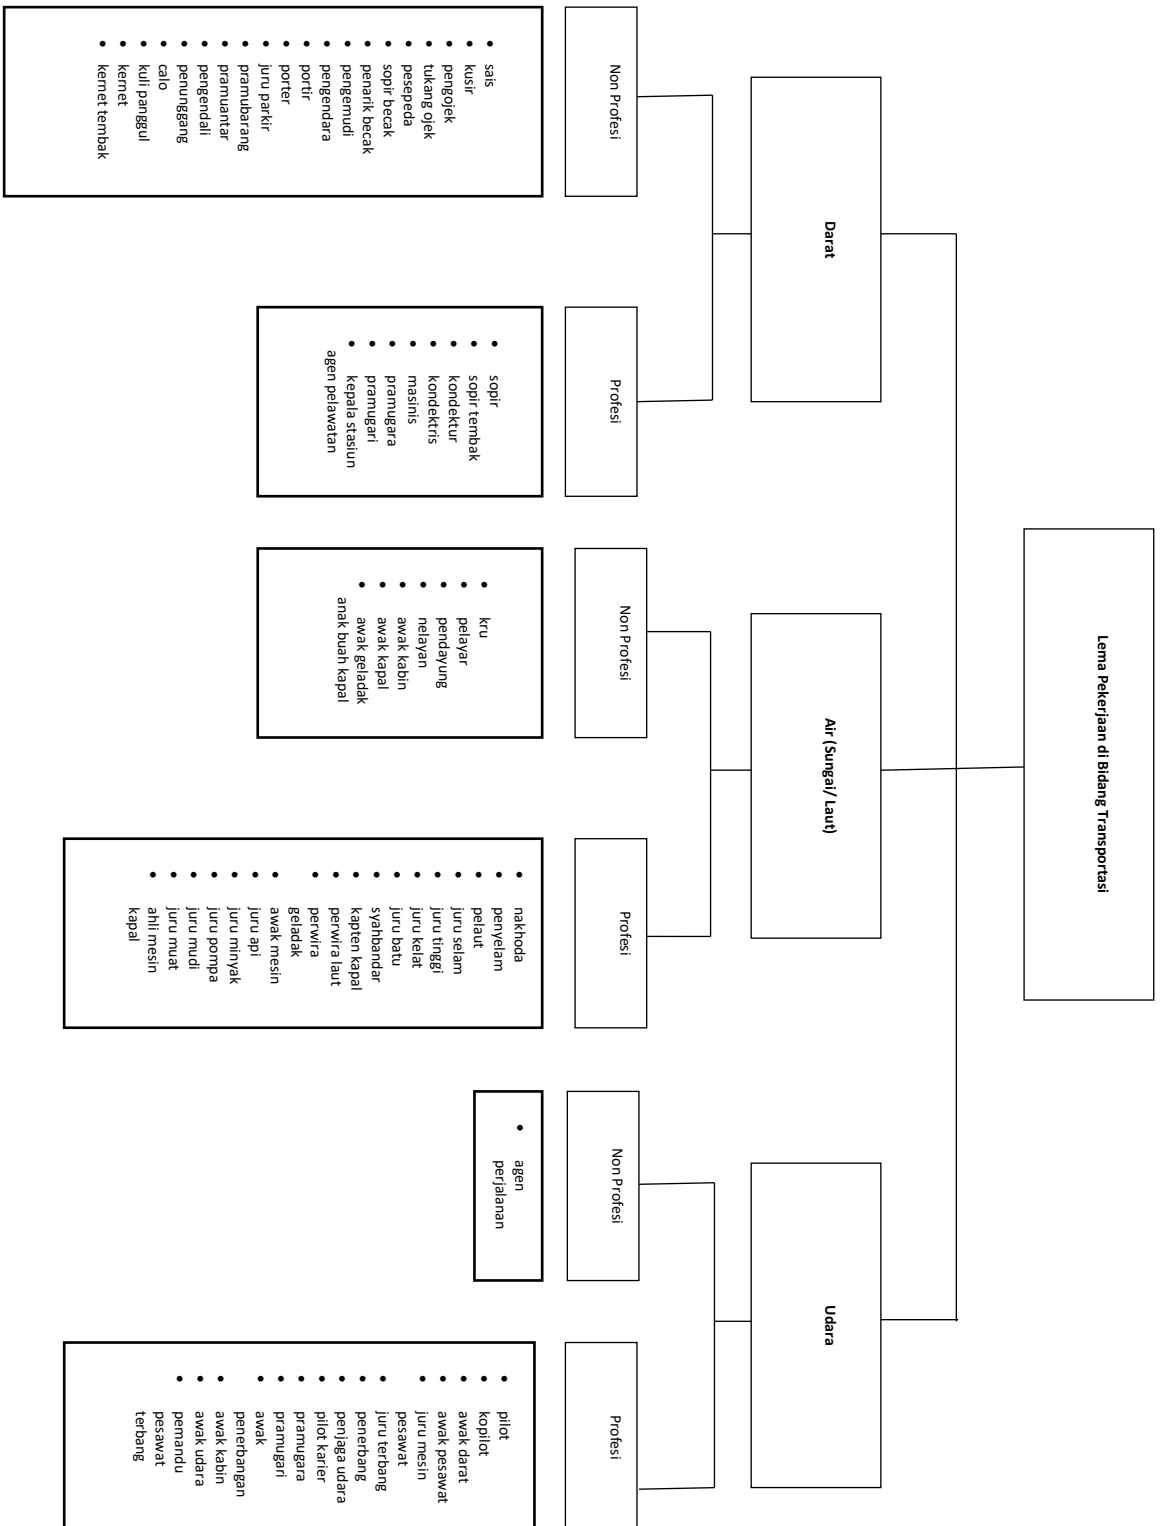 Lema Pekerjaan di Bidang Transportasi
Darat
Air (Sungai/ Laut)
Udara
Non Profesi
Profesi
Non Profesi
Profesi
Non Profesi
Profesi
• sais
• kusir
• pengojek
• tukang ojek
• pesepeda
• sopir becak
• penarik becak
• pengemudi
• pengendara
• portir
• porter
• juru parkir
• pramubarang
• pramuantar
• pengendali
• penunggang
• calo
• kuli panggul
• kernet
• kernet tembak
• sopir
• sopir tembak
• kondektur
• kondektris
• masinis
• pramugara
• pramugari
• kepala stasiun
agen pelawatan
• kru
• pelayar
• pendayung
• nelayan
• awak kabin
• awak kapal
• awak geladak
anak buah kapal
• nakhoda
• penyelam
• pelaut
• juru selam
• juru tinggi
• juru kelat
• juru batu
• syahbandar
• kapten kapal
• perwira laut
• perwira
geladak
• awak mesin
• juru api
• juru minyak
• juru pompa
• juru mudi
• juru muat
• ahli mesin
kapal
• agen
perjalanan
• pilot
• kopilot
• awak darat
• awak pesawat
• juru mesin
pesawat
• juru terbang
• penerbang
• penjaga udara
• pilot karier
• pramugara
• pramugari
• awak
penerbangan
• awak kabin
• awak udara
• pemandu
pesawat
terbang